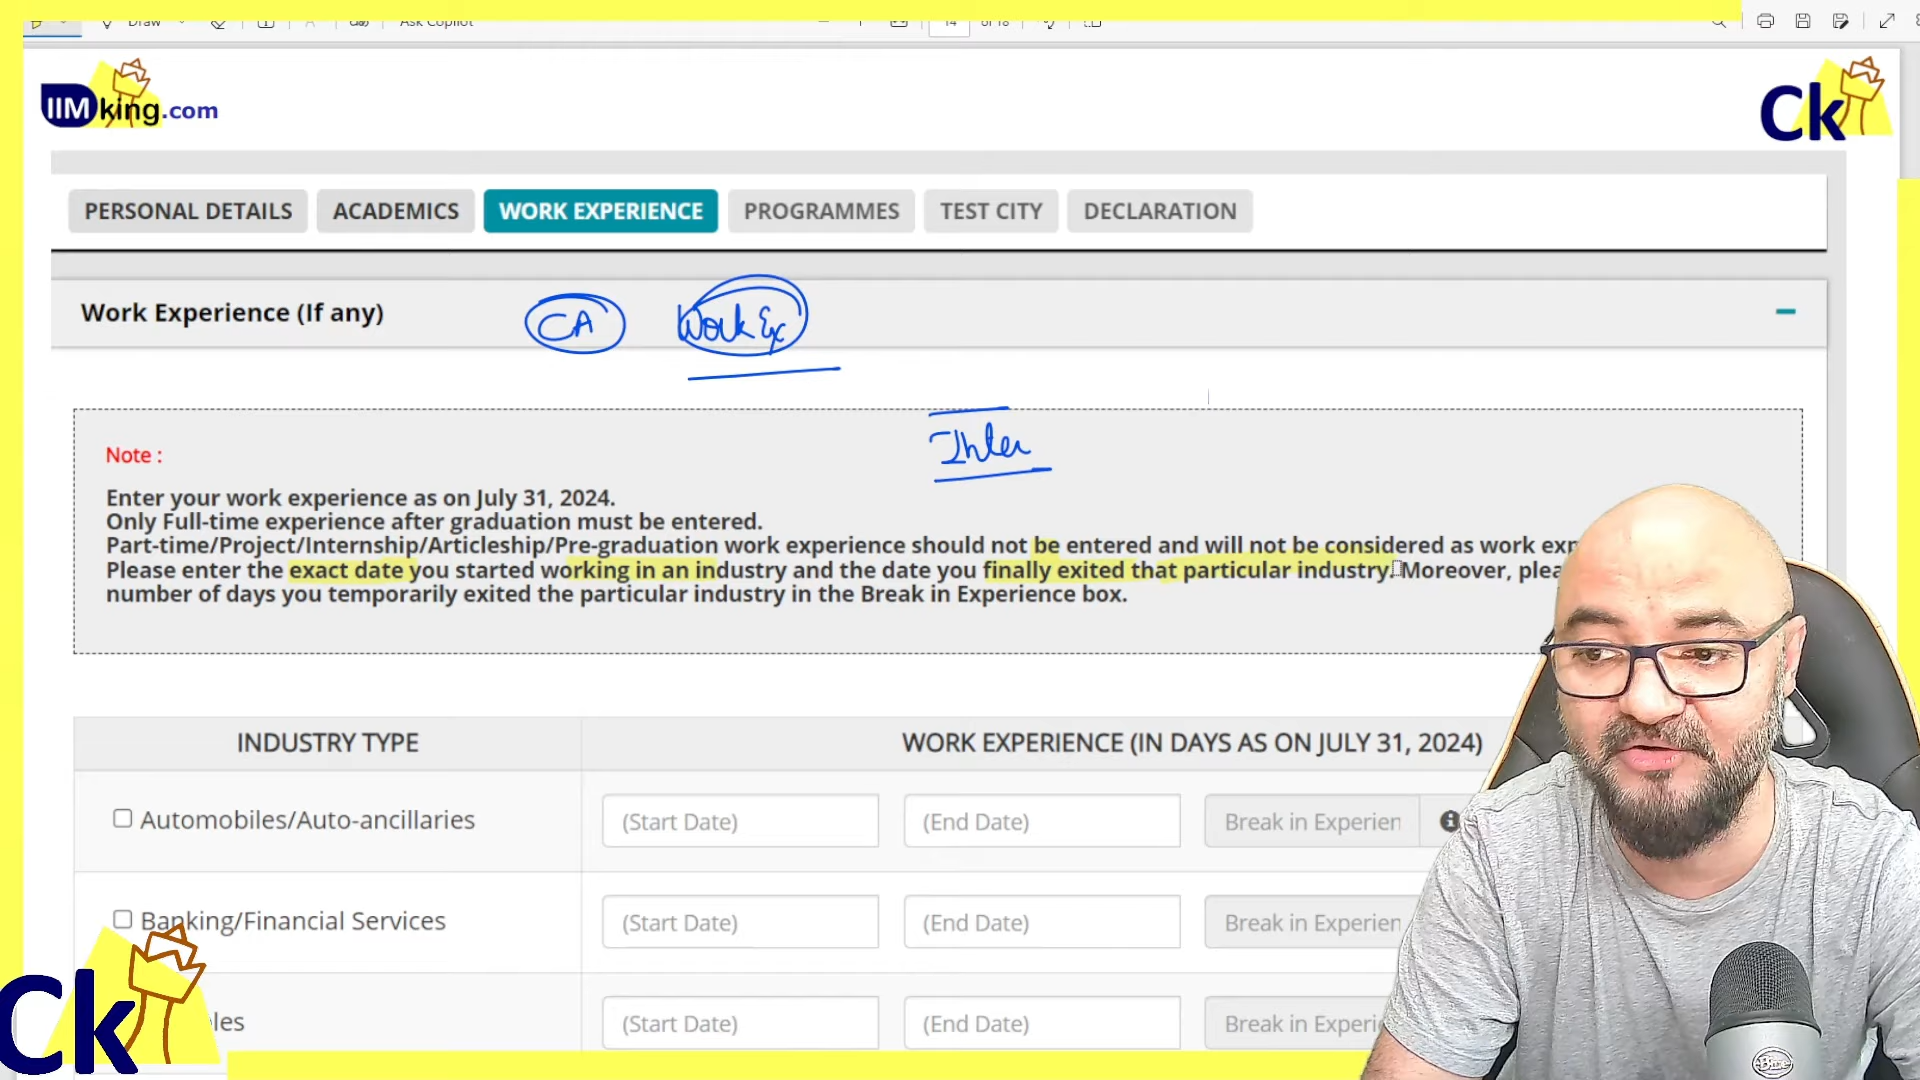 Draw
Ask Copilot
14 of 18
IIMking.com
Ck
PERSONAL DETAILS
ACADEMICS
WORK EXPERIENCE
PROGRAMMES
TEST CITY
DECLARATION
Work Experience (If any)
CA
Work Ex
Inter
Note :
Enter your work experience as on July 31, 2024.
Only Full-time experience after graduation must be entered.
Part-time/Project/Internship/Articleship/Pre-graduation work experience should not be entered and will not be considered as work exp
Please enter the exact date you started working in an industry and the date you finally exited that particular industry. Moreover, plea
number of days you temporarily exited the particular industry in the Break in Experience box.
INDUSTRY TYPE
WORK EXPERIENCE (IN DAYS AS ON JULY 31, 2024)
Automobiles/Auto-ancillaries
(Start Date)
(End Date)
Break in Experien
Banking/Financial Services
(Start Date)
(End Date)
Break in Experien
les
(Start Date)
(End Date)
Break in Experi
Ck
Blue